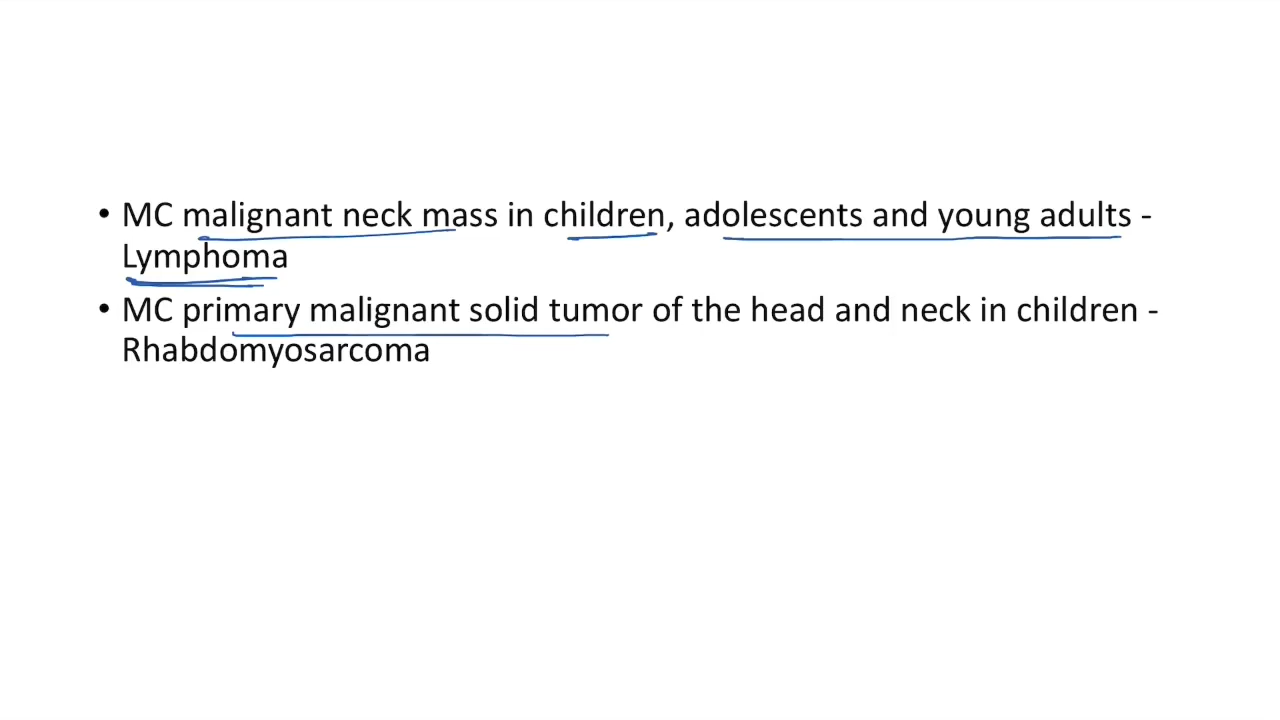 • MC malignant neck mass in children, adolescents and young adults -
Lymphoma
• MC primary malignant solid tumor of the head and neck in children -
Rhabdomyosarcoma